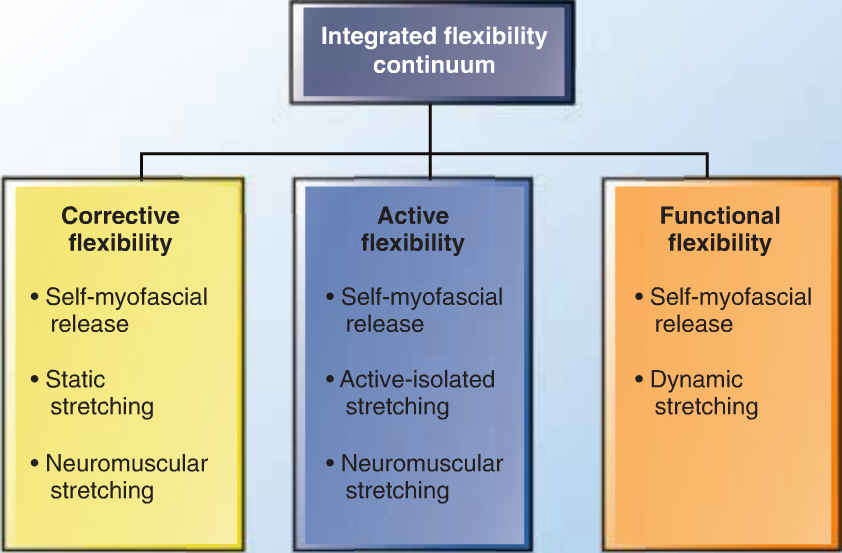 Integrated flexibility
continuum
Corrective
flexibility
• Self-myofascial
release
• Static
stretching
• Neuromuscular
stretching
Active
flexibility
• Self-myofascial
release
• Active-isolated
stretching
• Neuromuscular
stretching
Functional
flexibility
• Self-myofascial
release
• Dynamic
stretching